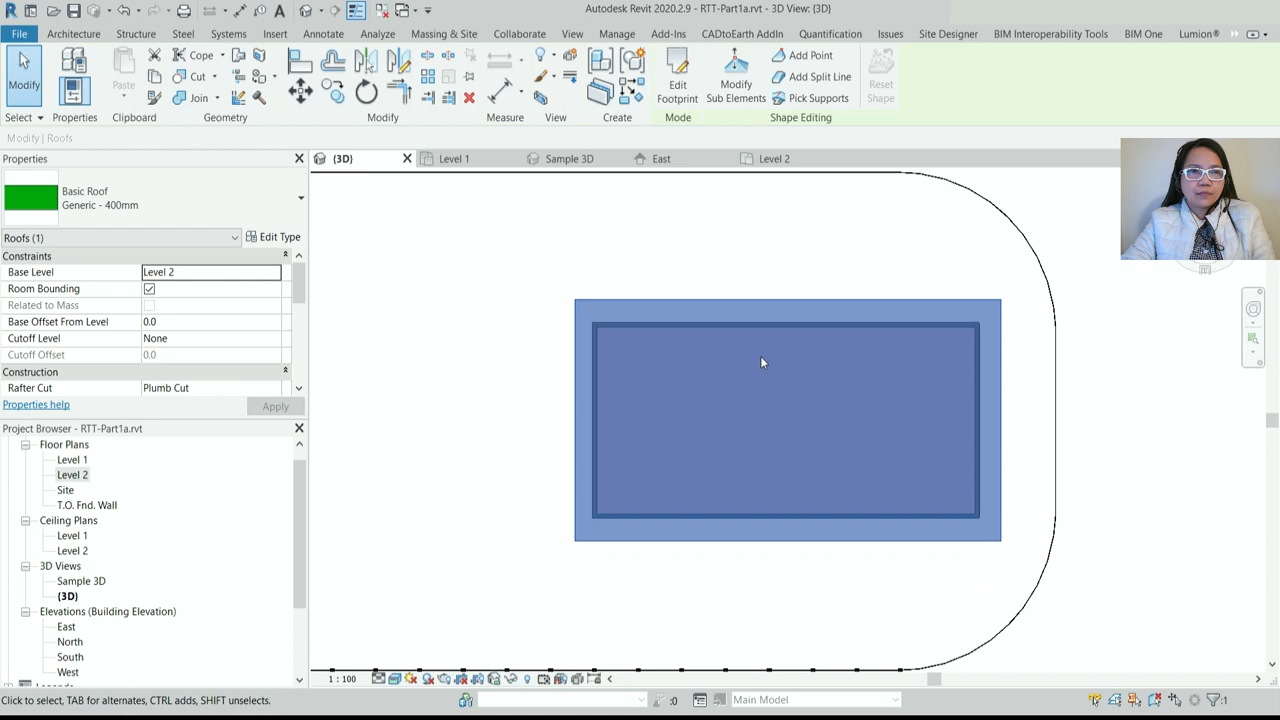 Autodesk Revit 2020.2.9 - RTT-Part1a.rvt - 3D View: {3D}
File Architecture Structure Steel Systems Insert Annotate Analyze Massing & Site Collaborate View Manage Add-Ins CADtoEarth AddIn Quantification Issues Site Designer BIM Interoperability Tools BIM One Lumion®
Modify Paste Cope Cut Join Edit Footprint Modify Sub Elements Add Point Add Split Line Pick Supports Reset Shape
Select Properties Clipboard Geometry Modify Measure View Create Mode Shape Editing
Modify | Roofs
Properties
{3D} Level 1 Sample 3D East Level 2
Basic Roof
Generic - 400mm
Roofs (1) Edit Type
Constraints
Base Level Level 2
Room Bounding
Related to Mass
Base Offset From Level 0.0
Cutoff Level None
Cutoff Offset 0.0
Construction
Rafter Cut Plumb Cut
Properties help Apply
Project Browser - RTT-Part1a.rvt
Floor Plans
Level 1
Level 2
Site
T.O. Fnd. Wall
Ceiling Plans
Level 1
Level 2
3D Views
Sample 3D
{3D}
Elevations (Building Elevation)
East
North
South
West
1 : 100
Click to select, TAB for alternates, CTRL adds, SHIFT unselects.
:0
Main Model
:1